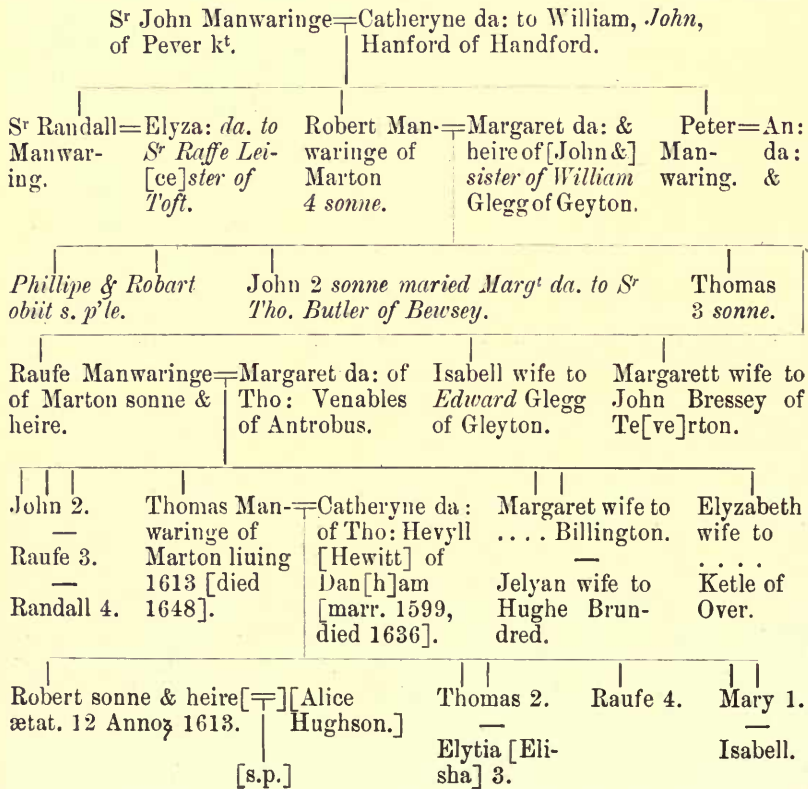 Sʳ John Manwaringe╤Catheryne da: to William, John,
of Pever kᵗ. Hanford of Handford.
Sʳ Randall=Elyza: da. to
Manwar- Sʳ Raffe Lei-
ing. [ce]ster of
Toft.
Robert Man-╤Margaret da: &
waringe of heire of [John &]
Marton sister of William
4 sonne. Glegg of Geyton.
Peter=An:
Man- da:
waring. &
Phillipe & Robart
obiit s. p'le.
John 2 sonne maried Margᵗ da. to Sʳ
Tho. Butler of Bewsey.
Thomas
3 sonne.
Raufe Manwaringe╤Margaret da: of
of Marton sonne & Tho: Venables
heire. of Antrobus.
Isabell wife to
Edward Glegg
of Gleyton.
Margarett wife to
John Bressey of
Te[ve]rton.
John 2.
—
Raufe 3.
—
Randall 4.
Thomas Man-╤Catheryne da:
waringe of of Tho: Hevyll
Marton liuing [Hewitt] of
1613 [died Dan[h]am
1648]. [marr. 1599,
died 1636].
Margaret wife to
.... Billington.
—
Jelyan wife to
Hughe Brun-
dred.
Elyzabeth
wife to
....
Ketle of
Over.
Robert sonne & heire[╤][Alice
ætat. 12 Annoʒ 1613. Hughson.]
[s.p.]
Thomas 2.
—
Elytia [Eli-
sha] 3.
Raufe 4.
Mary 1.
—
Isabell.